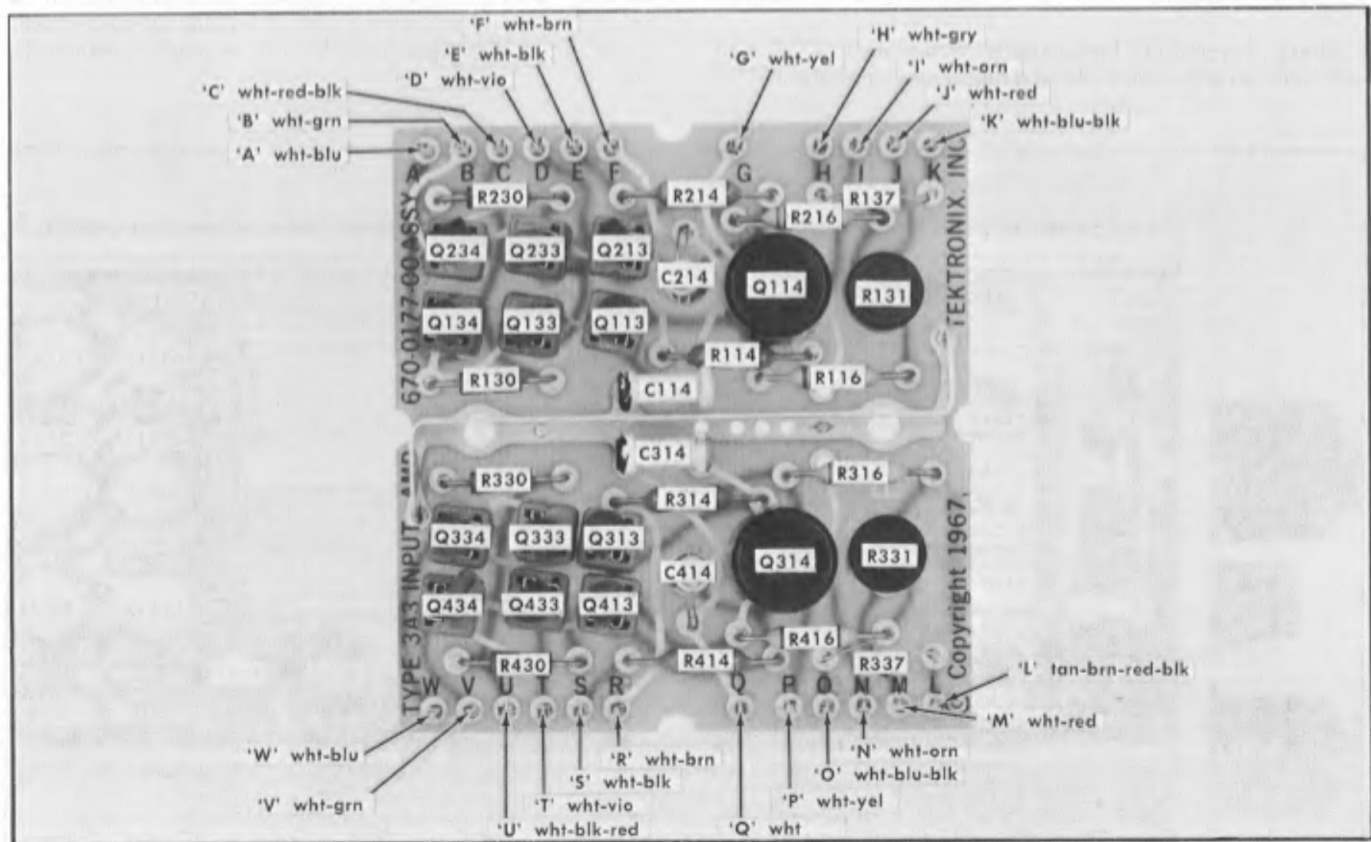 'F' wht-brn
'E' wht-blk
'D' wht-vio
'C' wht-red-blk
'B' wht-grn
'A' wht-blu
'G' wht-yel
'H' wht-gry
'I' wht-orn
'J' wht-red
'K' wht-blu-blk
A B C D E F G H I J K
R230 R214 R137
R216
Q234 Q233 Q213
C214 Q114 R131
Q134 Q133 Q113
R114
R130 C114 R116
670-0177-00 ASSY
TEKTRONIX, INC
C314
R330 R314 R316
Q334 Q333 Q313
Q314 R331
C414
Q434 Q433 Q413
R416
R430 R414 R337
W V U T S R Q P O N M L
TYPE 3A3 INPUT AMP
© Copyright 1967,
'L' tan-brn-red-blk
'M' wht-red
'N' wht-orn
'O' wht-blu-blk
'P' wht-yel
'Q' wht
'R' wht-brn
'S' wht-blk
'T' wht-vio
'U' wht-blk-red
'V' wht-grn
'W' wht-blu